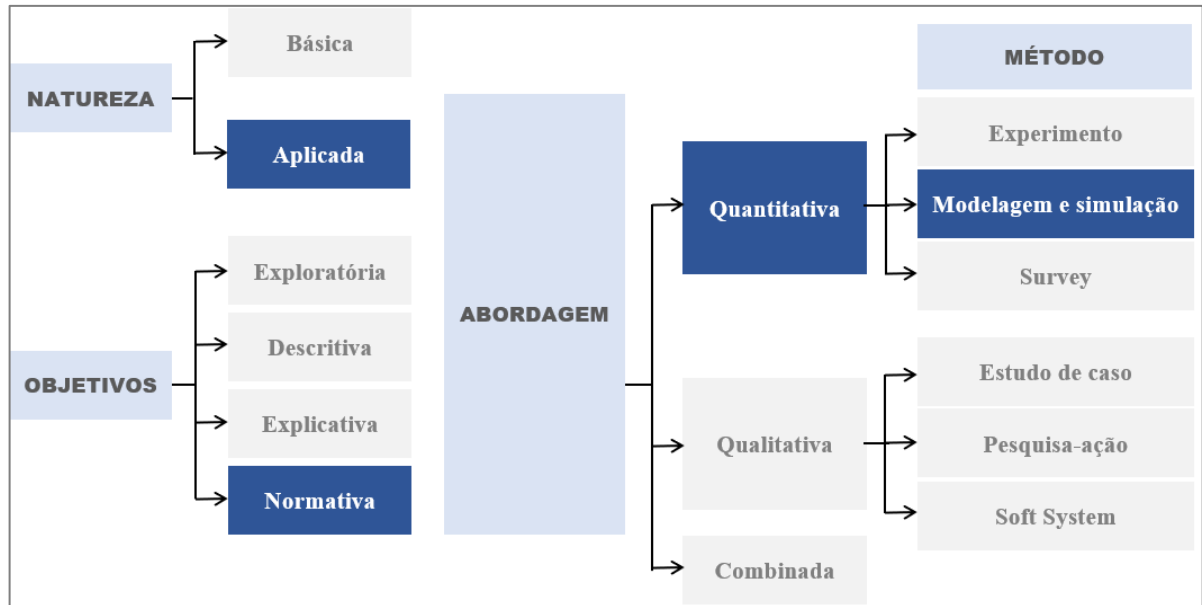 NATUREZA
Básica
Aplicada
OBJETIVOS
Exploratória
Descritiva
Explicativa
Normativa
ABORDAGEM
Quantitativa
Qualitativa
Combinada
MÉTODO
Experimento
Modelagem e simulação
Survey
Estudo de caso
Pesquisa-ação
Soft System